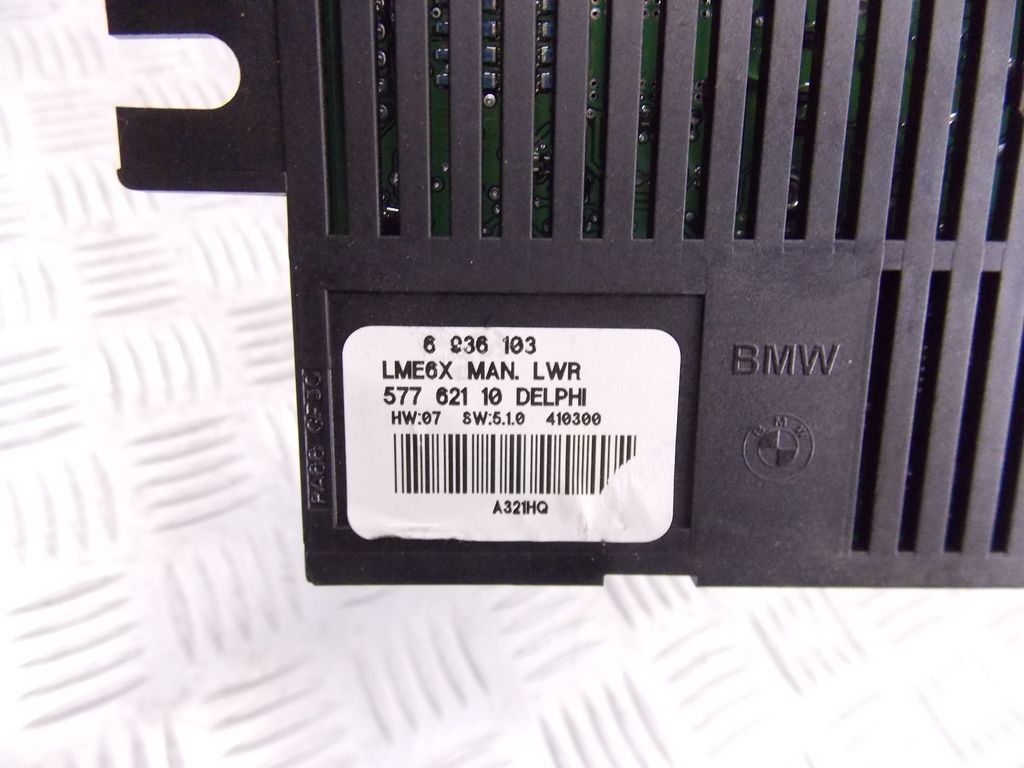 6 936 103
LME6X MAN. LWR
577 621 10 DELPHI
HW:07 SW:5.1.0 410300
A321HQ
BMW
BMW